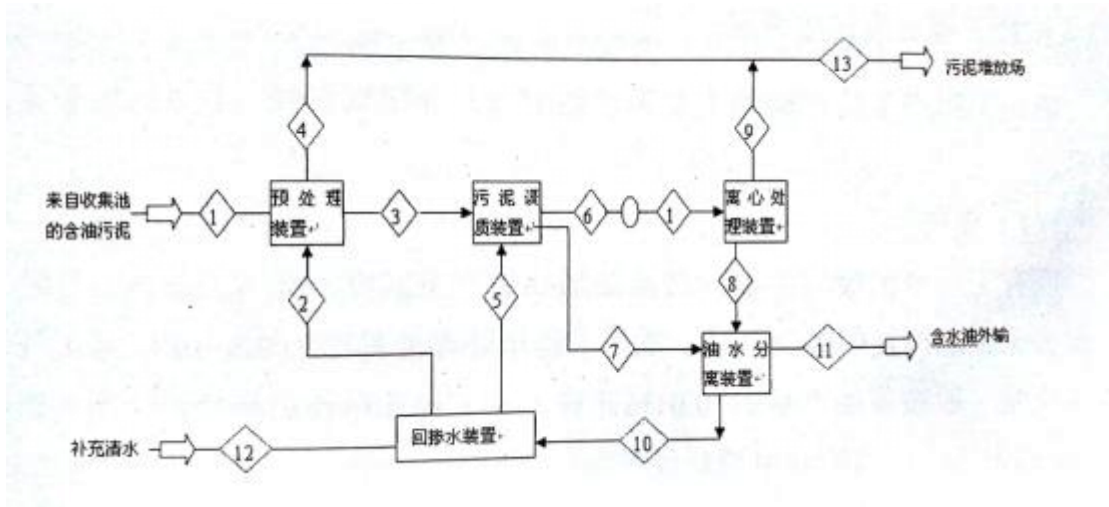 13
污泥堆放场
4
9
来自收集池
的含油污泥
1
预处理
装置
3
污泥调
质装置
6
1
离心处
理装置
2
5
8
7
油水分
离装置
11
含水油外输
补充清水
12
回掺水装置
10